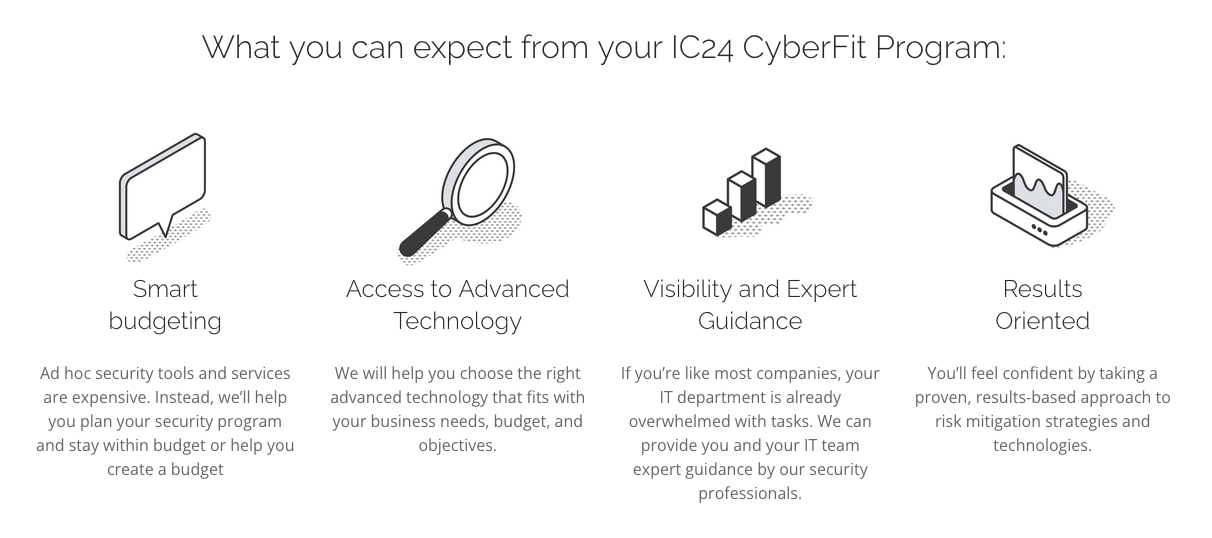 What you can expect from your IC24 CyberFit Program:
Smart
budgeting
Ad hoc security tools and services
are expensive. Instead, we’ll help
you plan your security program
and stay within budget or help you
create a budget
Access to Advanced
Technology
We will help you choose the right
advanced technology that fits with
your business needs, budget, and
objectives.
Visibility and Expert
Guidance
If you’re like most companies, your
IT department is already
overwhelmed with tasks. We can
provide you and your IT team
expert guidance by our security
professionals.
Results
Oriented
You’ll feel confident by taking a
proven, results-based approach to
risk mitigation strategies and
technologies.